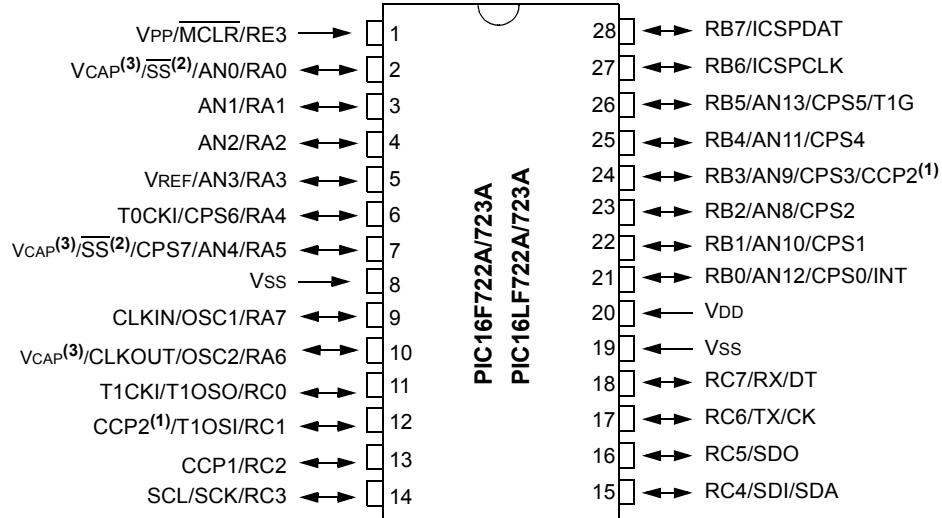 VPP/MCLR/RE3 1
VCAP(3)/SS(2)/AN0/RA0 2
AN1/RA1 3
AN2/RA2 4
VREF/AN3/RA3 5
T0CKI/CPS6/RA4 6
VCAP(3)/SS(2)/CPS7/AN4/RA5 7
VSS 8
CLKIN/OSC1/RA7 9
VCAP(3)/CLKOUT/OSC2/RA6 10
T1CKI/T1OSO/RC0 11
CCP2(1)/T1OSI/RC1 12
CCP1/RC2 13
SCL/SCK/RC3 14
PIC16F722A/723A
PIC16LF722A/723A
28 RB7/ICSPDAT
27 RB6/ICSPCLK
26 RB5/AN13/CPS5/T1G
25 RB4/AN11/CPS4
24 RB3/AN9/CPS3/CCP2(1)
23 RB2/AN8/CPS2
22 RB1/AN10/CPS1
21 RB0/AN12/CPS0/INT
20 VDD
19 VSS
18 RC7/RX/DT
17 RC6/TX/CK
16 RC5/SDO
15 RC4/SDI/SDA